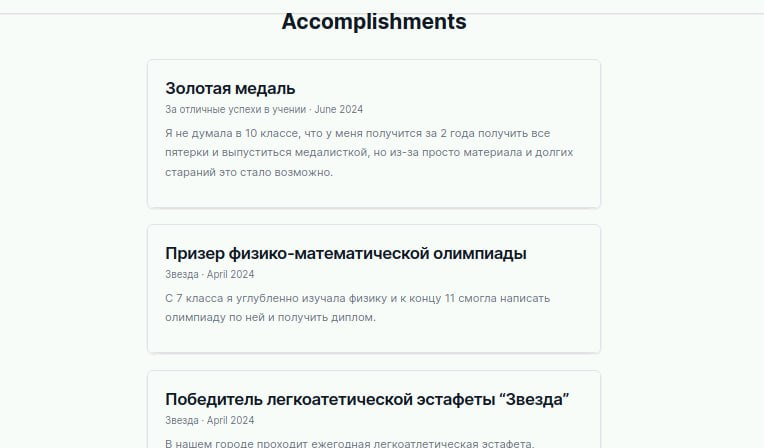 Accomplishments
Золотая медаль
За отличные успехи в учении · June 2024
Я не думала в 10 классе, что у меня получится за 2 года получить все
пятерки и выпуститься медалисткой, но из-за просто материала и долгих
стараний это стало возможно.
Призер физико-математической олимпиады
Звезда · April 2024
С 7 класса я углубленно изучала физику и к концу 11 смогла написать
олимпиаду по ней и получить диплом.
Победитель легкоатетической эстафеты “Звезда”
Звезда · April 2024
В нашем городе проходит ежегодная легкоатлетическая эстафета,